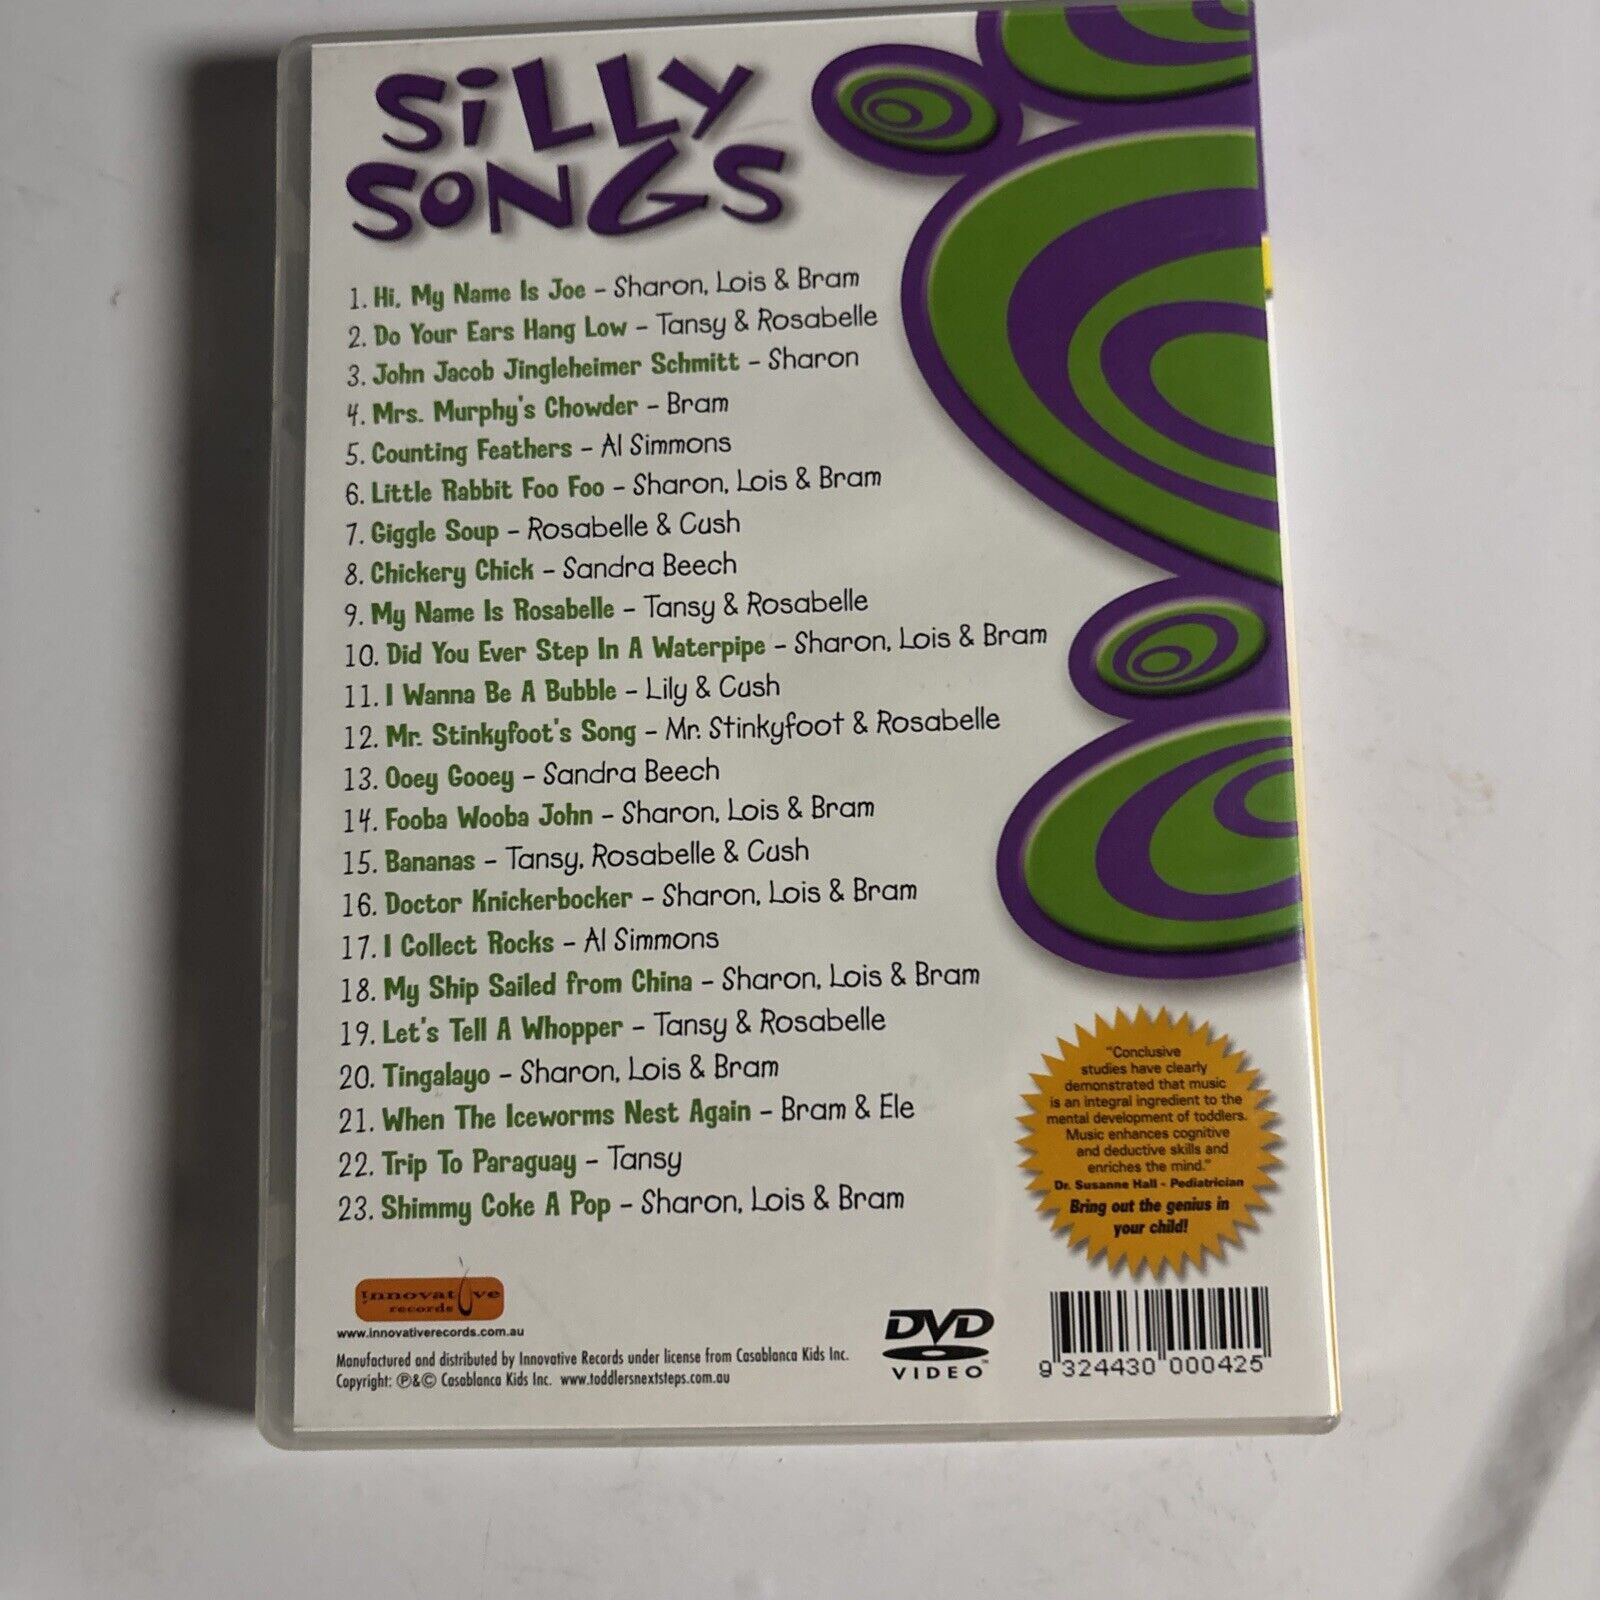 SiLLY
SONGS
1. Hi, My Name Is Joe - Sharon, Lois & Bram
2. Do Your Ears Hang Low - Tansy & Rosabelle
3. John Jacob Jingleheimer Schmitt - Sharon
4. Mrs. Murphy's Chowder - Bram
5. Counting Feathers - Al Simmons
6. Little Rabbit Foo Foo - Sharon, Lois & Bram
7. Giggle Soup - Rosabelle & Cush
8. Chickery Chick - Sandra Beech
9. My Name Is Rosabelle - Tansy & Rosabelle
10. Did You Ever Step In A Waterpipe - Sharon, Lois & Bram
11. I Wanna Be A Bubble - Lily & Cush
12. Mr. Stinkyfoot's Song - Mr. Stinkyfoot & Rosabelle
13. Ooey Gooey - Sandra Beech
14. Fooba Wooba John - Sharon, Lois & Bram
15. Bananas - Tansy, Rosabelle & Cush
16. Doctor Knickerbocker - Sharon, Lois & Bram
17. I Collect Rocks - Al Simmons
18. My Ship Sailed from China - Sharon, Lois & Bram
19. Let's Tell A Whopper - Tansy & Rosabelle
20. Tingalayo - Sharon, Lois & Bram
21. When The Iceworms Nest Again - Bram & Ele
22. Trip To Paraguay - Tansy
23. Shimmy Coke A Pop - Sharon, Lois & Bram
"Conclusive
studies have clearly
demonstrated that music
is an integral ingredient to the
mental development of toddlers.
Music enhances cognitive
and deductive skills and
enriches the mind."
Dr. Susanne Hall - Pediatrician
Bring out the genius in
your child!
innovative
records
www.innovativerecords.com.au
Manufactured and distributed by Innovative Records under license from Casablanca Kids Inc.
Copyright: ℗&© Casablanca Kids Inc. www.toddlersnextsteps.com.au
DVD
VIDEO™
9 324430 000425